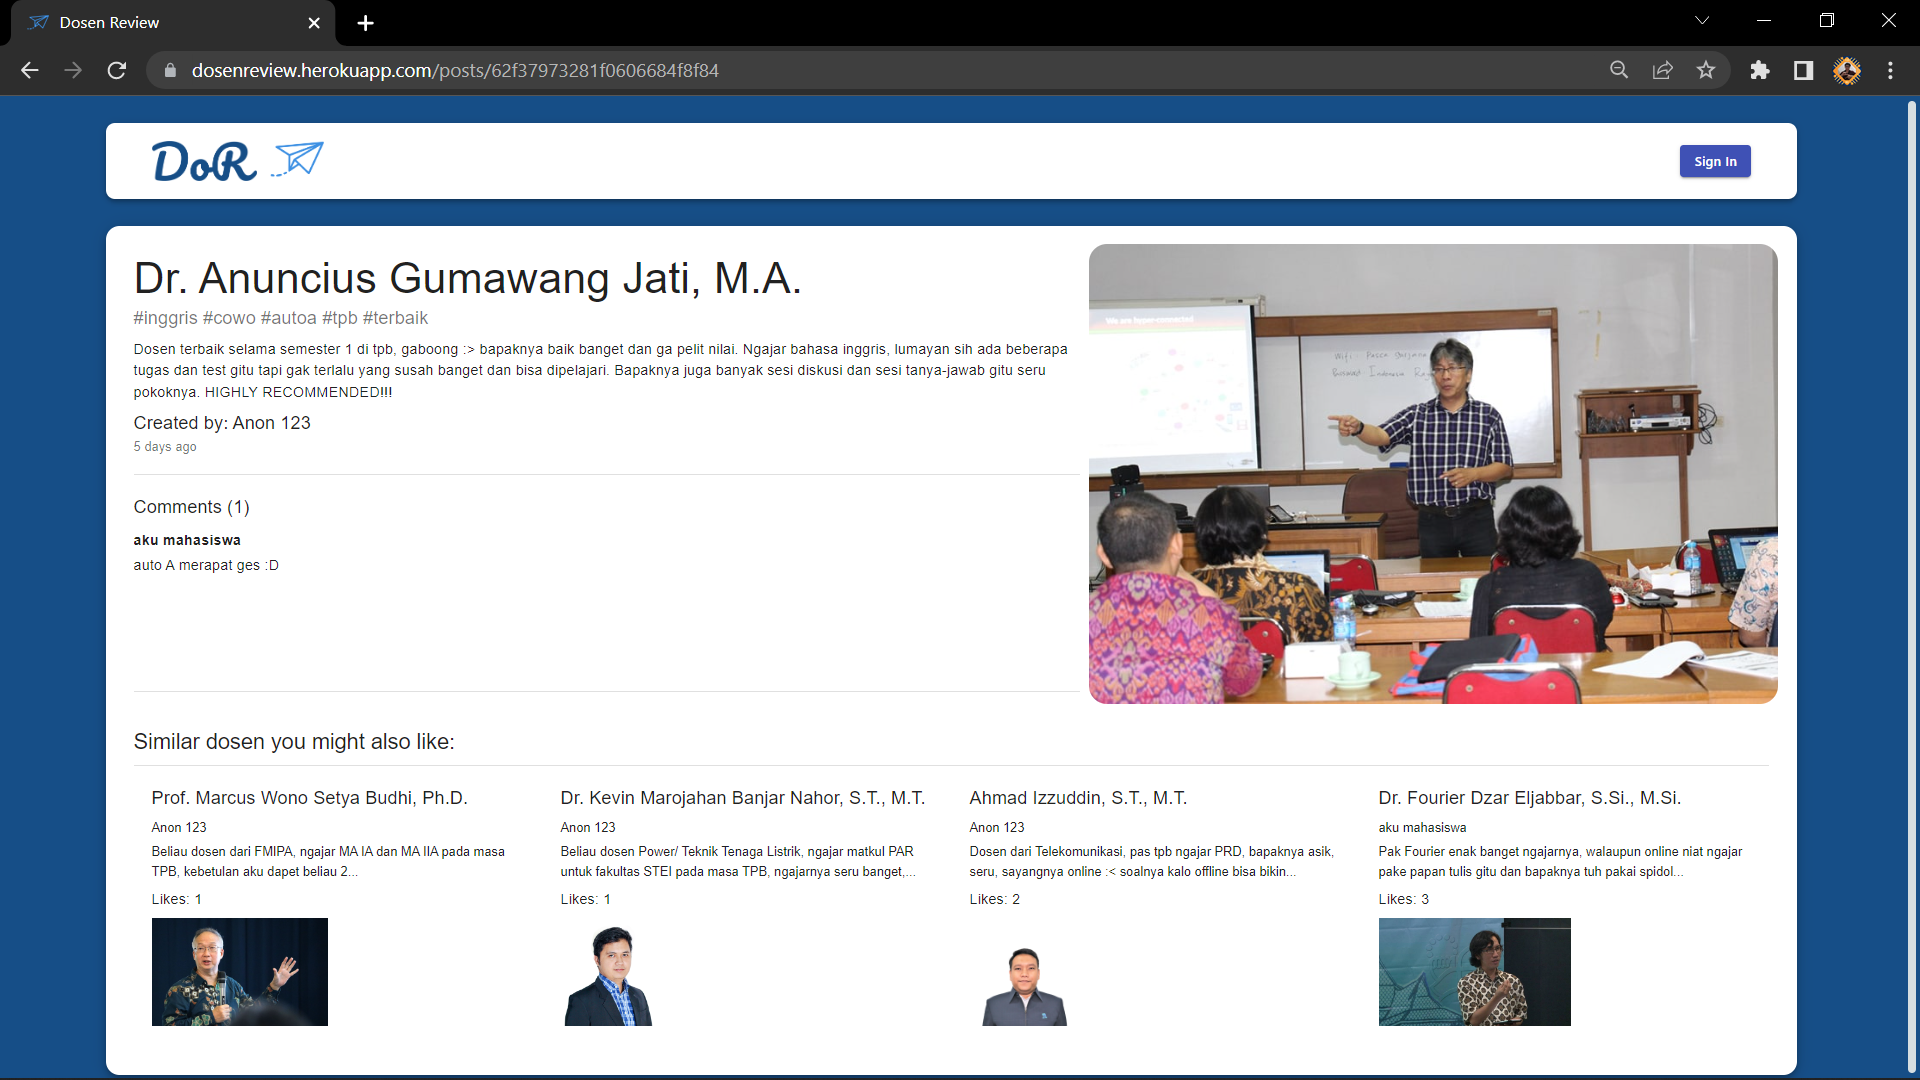 Dosen Review
dosenreview.herokuapp.com/posts/62f37973281f0606684f8f84
DoR
Sign In
Dr. Anuncius Gumawang Jati, M.A.
#inggris #cowo #autoa #tpb #terbaik
Dosen terbaik selama semester 1 di tpb, gaboong :> bapaknya baik banget dan ga pelit nilai. Ngajar bahasa inggris, lumayan sih ada beberapa
tugas dan test gitu tapi gak terlalu yang susah banget dan bisa dipelajari. Bapaknya juga banyak sesi diskusi dan sesi tanya-jawab gitu seru
pokoknya. HIGHLY RECOMMENDED!!!
Created by: Anon 123
5 days ago
We are hyper-connected
Comments (1)
aku mahasiswa
auto A merapat ges :D
Similar dosen you might also like:
Prof. Marcus Wono Setya Budhi, Ph.D.
Anon 123
Beliau dosen dari FMIPA, ngajar MA IA dan MA IIA pada masa
TPB, kebetulan aku dapet beliau 2...
Likes: 1
Dr. Kevin Marojahan Banjar Nahor, S.T., M.T.
Anon 123
Beliau dosen Power/ Teknik Tenaga Listrik, ngajar matkul PAR
untuk fakultas STEI pada masa TPB, ngajarnya seru banget,...
Likes: 1
Ahmad Izzuddin, S.T., M.T.
Anon 123
Dosen dari Telekomunikasi, pas tpb ngajar PRD, bapaknya asik,
seru, sayangnya online :< soalnya kalo offline bisa bikin...
Likes: 2
Dr. Fourier Dzar Eljabbar, S.Si., M.Si.
aku mahasiswa
Pak Fourier enak banget ngajarnya, walaupun online niat ngajar
pake papan tulis gitu dan bapaknya tuh pakai spidol...
Likes: 3